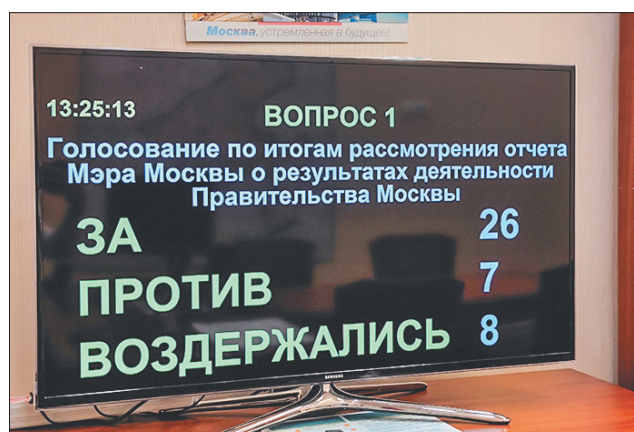 Москва, устремленная в будущее!
13:25:13
ВОПРОС 1
Голосование по итогам рассмотрения отчета
Мэра Москвы о результатах деятельности
Правительства Москвы
ЗА 26
ПРОТИВ 7
ВОЗДЕРЖАЛИСЬ 8
SAMSUNG